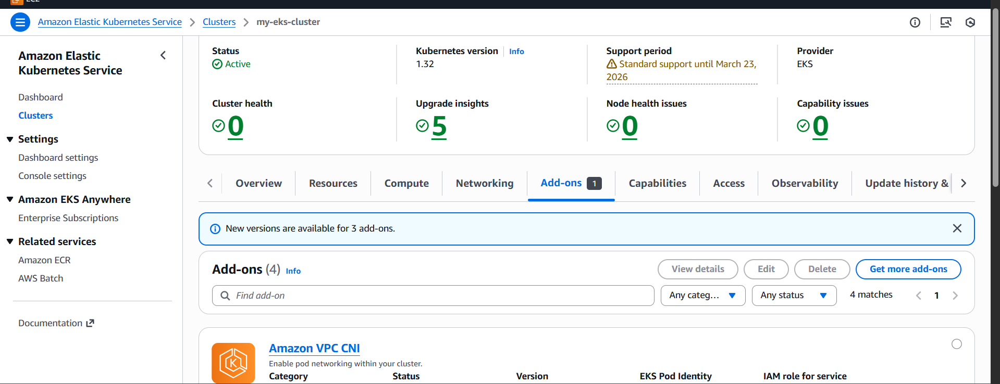 EC2
Amazon Elastic Kubernetes Service > Clusters > my-eks-cluster
Amazon Elastic
Kubernetes Service
Dashboard
Clusters
Settings
Dashboard settings
Console settings
Amazon EKS Anywhere
Enterprise Subscriptions
Related services
Amazon ECR
AWS Batch
Documentation
Status
Active
Kubernetes version Info
1.32
Support period
Standard support until March 23,
2026
Provider
EKS
Cluster health
0
Upgrade insights
5
Node health issues
0
Capability issues
0
Overview Resources Compute Networking Add-ons 1 Capabilities Access Observability Update history &
New versions are available for 3 add-ons.
Add-ons (4) Info View details Edit Delete Get more add-ons
Find add-on Any categ... Any status 4 matches 1
Amazon VPC CNI
Enable pod networking within your cluster.
Category Status Version EKS Pod Identity IAM role for service